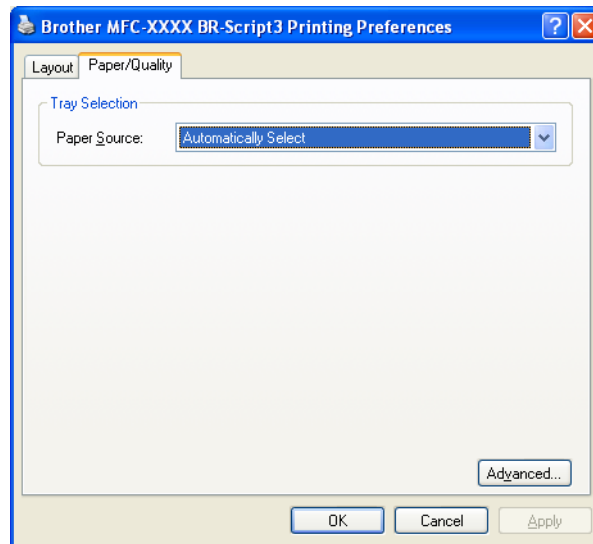 Brother MFC-XXXX BR-Script3 Printing Preferences
Layout Paper/Quality
Tray Selection
Paper Source: Automatically Select
Advanced...
OK Cancel Apply